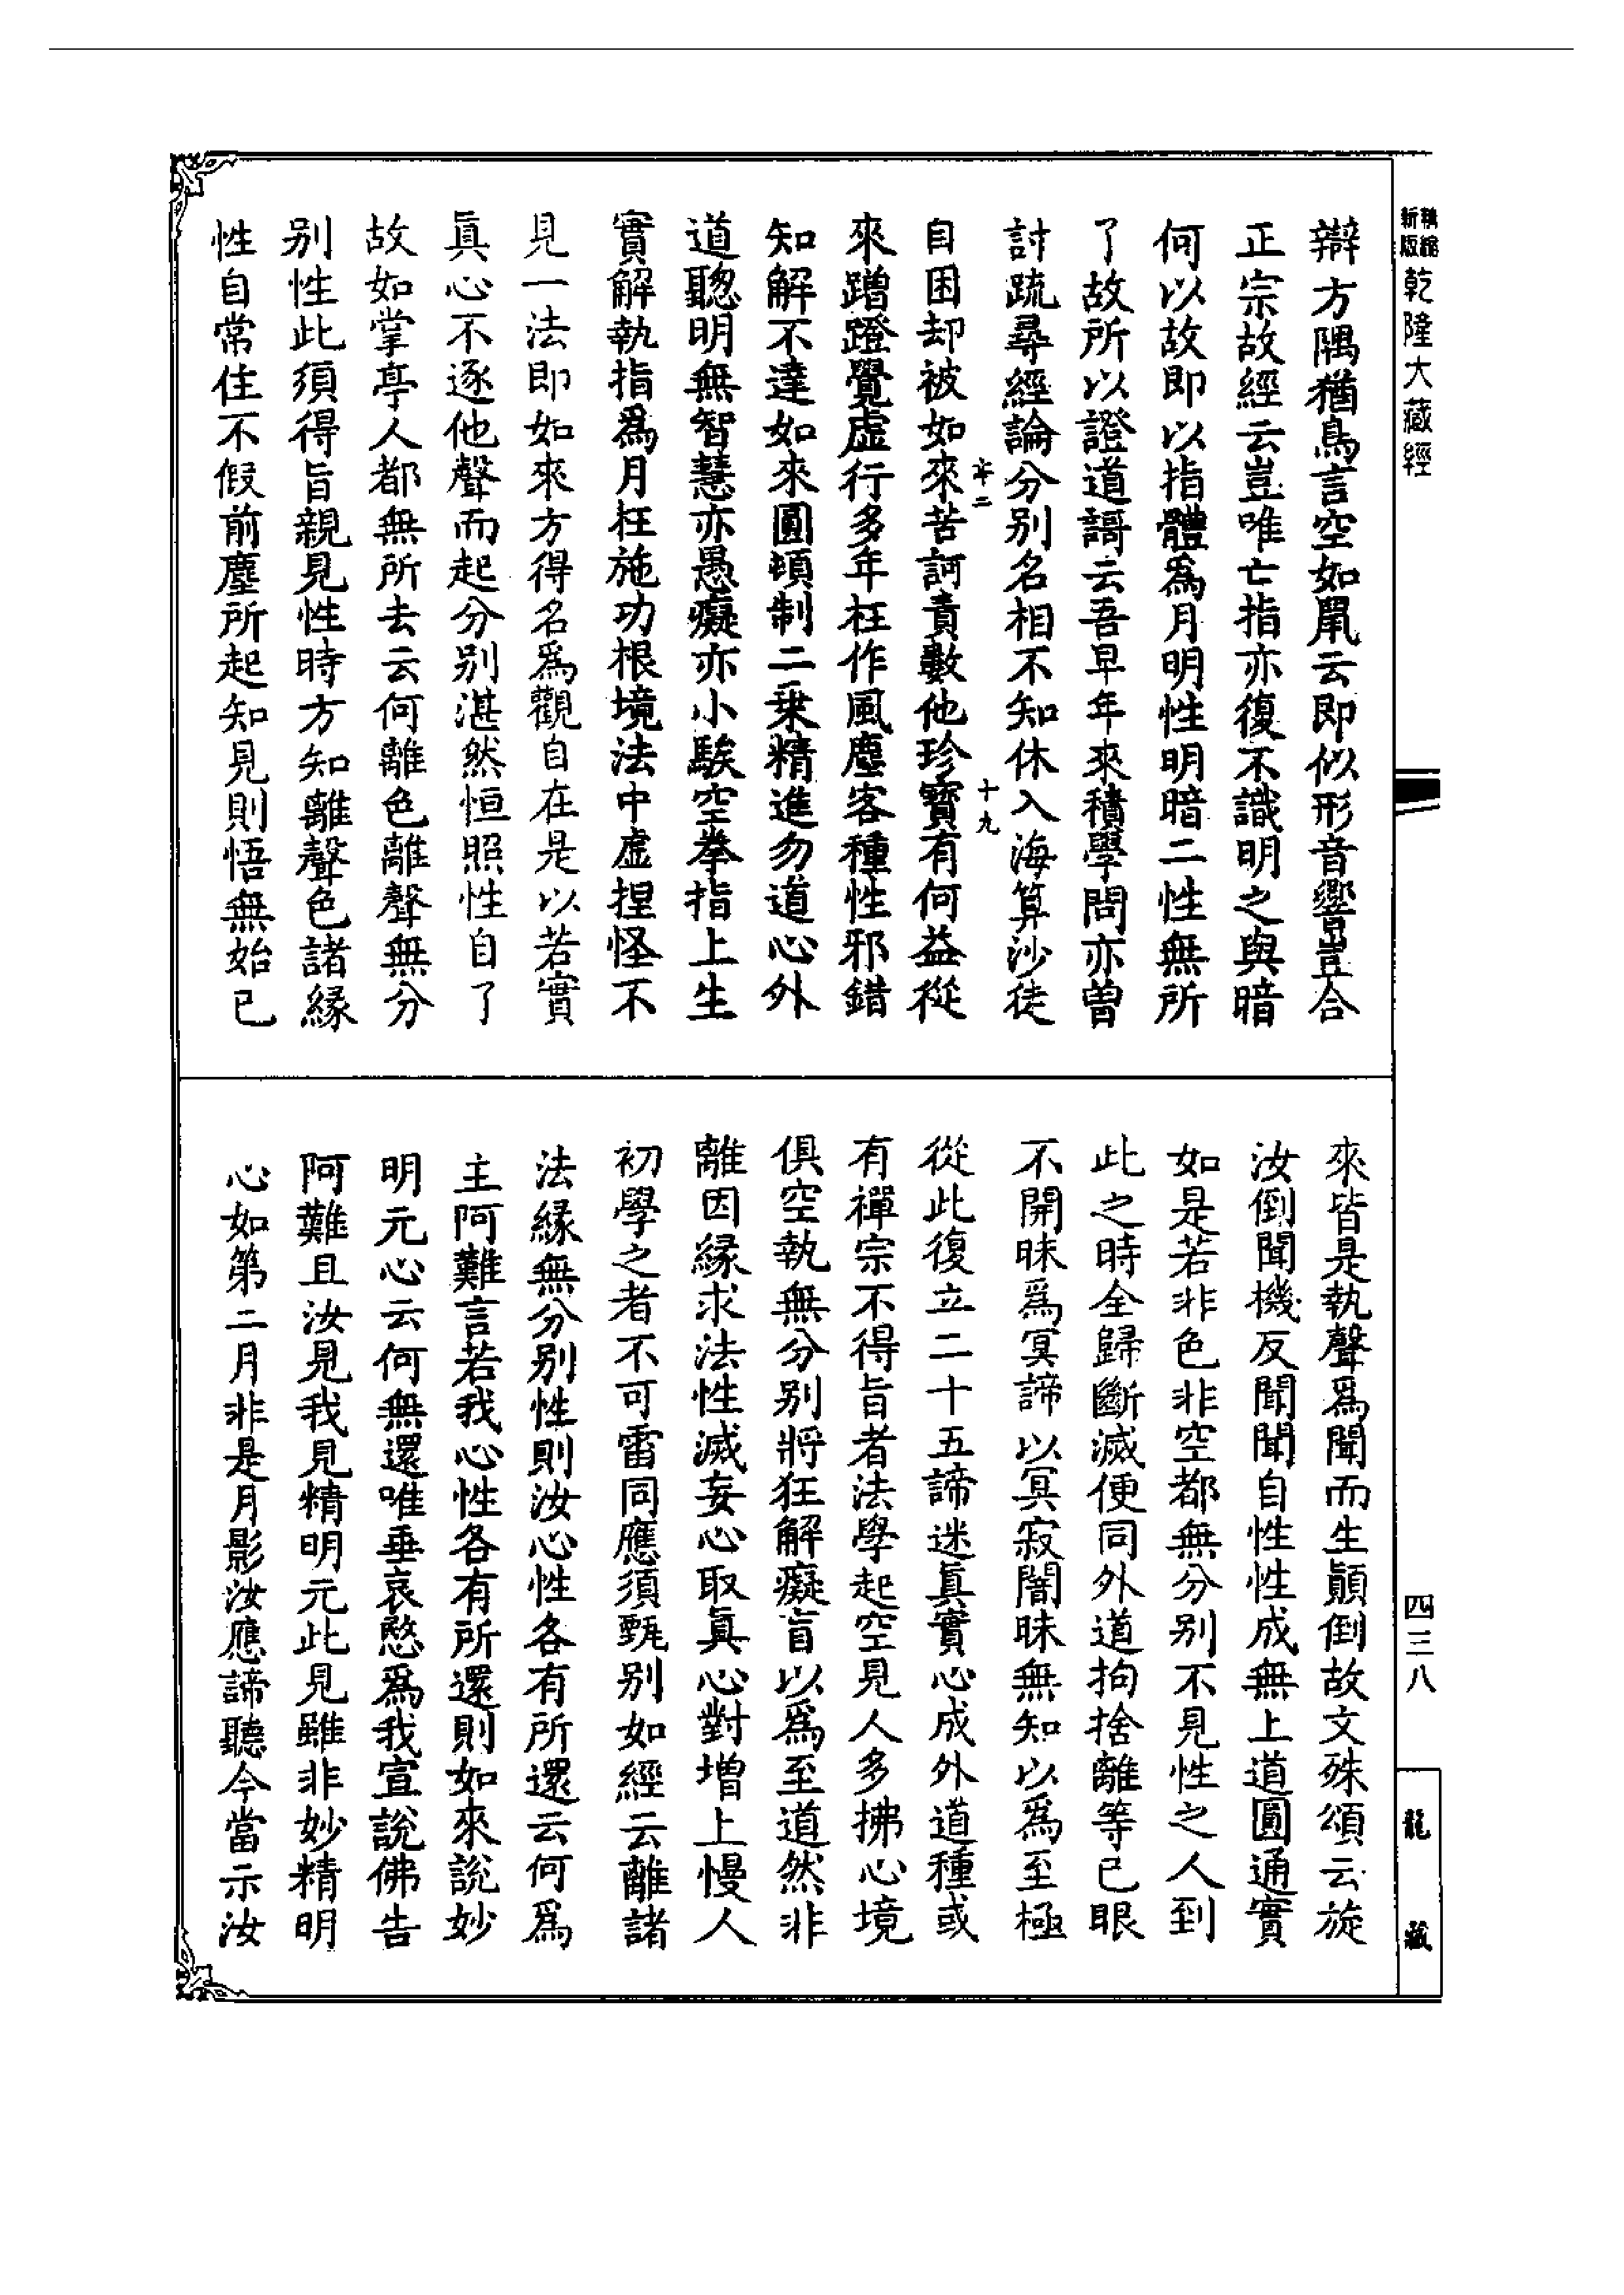 精縮新版乾隆大藏經
辯方隅猶鳥言空如鼠云即似形音響豈合
正宗故經云豈唯亡指亦復不識明之與暗
何以故即以指體為月明性明暗二性無所
了故所以證道謌云吾早年來積學問亦曽
討疏尋經論分別名相不知休入海算沙徒
自困却被如來苦訶責數他珍寳有何益從
來蹭蹬覺虛行多年枉作風塵客種性邪錯
知解不達如來圓頓制二乗精進勿道心外
道聰明無智慧亦愚癡亦小騃空拳指上生
實解執指為月枉施功根境法中虛捏怪不
見一法即如來方得名為觀自在是以若實
眞心不逐他聲而起分別湛然恒照性自了
故如掌亭人都無所去云何離色離聲無分
別性此須得旨親見性時方知離聲色諸緣
性自常住不假前塵所起知見則悟無始已
十九
來皆是執聲為聞而生顚倒故文殊頌云旋
汝倒聞機反聞聞自性性成無上道圓通實
如是若非色非空都無分別不見性之人到
此之時全歸斷滅便同外道拘捨離等已眼
不開昧為冥諦以冥寂闇昧無知以為至極
從此復立二十五諦迷眞實心成外道種或
有禪宗不得旨者法學起空見人多拂心境
俱空執無分別將狂解癡盲以為至道然非
離因緣求法性滅妄心取眞心對增上慢人
初學之者不可雷同應須甄別如經云離諸
法緣無分別性則汝心性各有所還云何為
主阿難言若我心性各有所還則如來說妙
明元心云何無還唯垂哀愍為我宣說佛告
阿難且汝見我見精明元此見雖非妙精明
心如第二月非是月影汝應諦聽今當示汝
四三八
龍藏